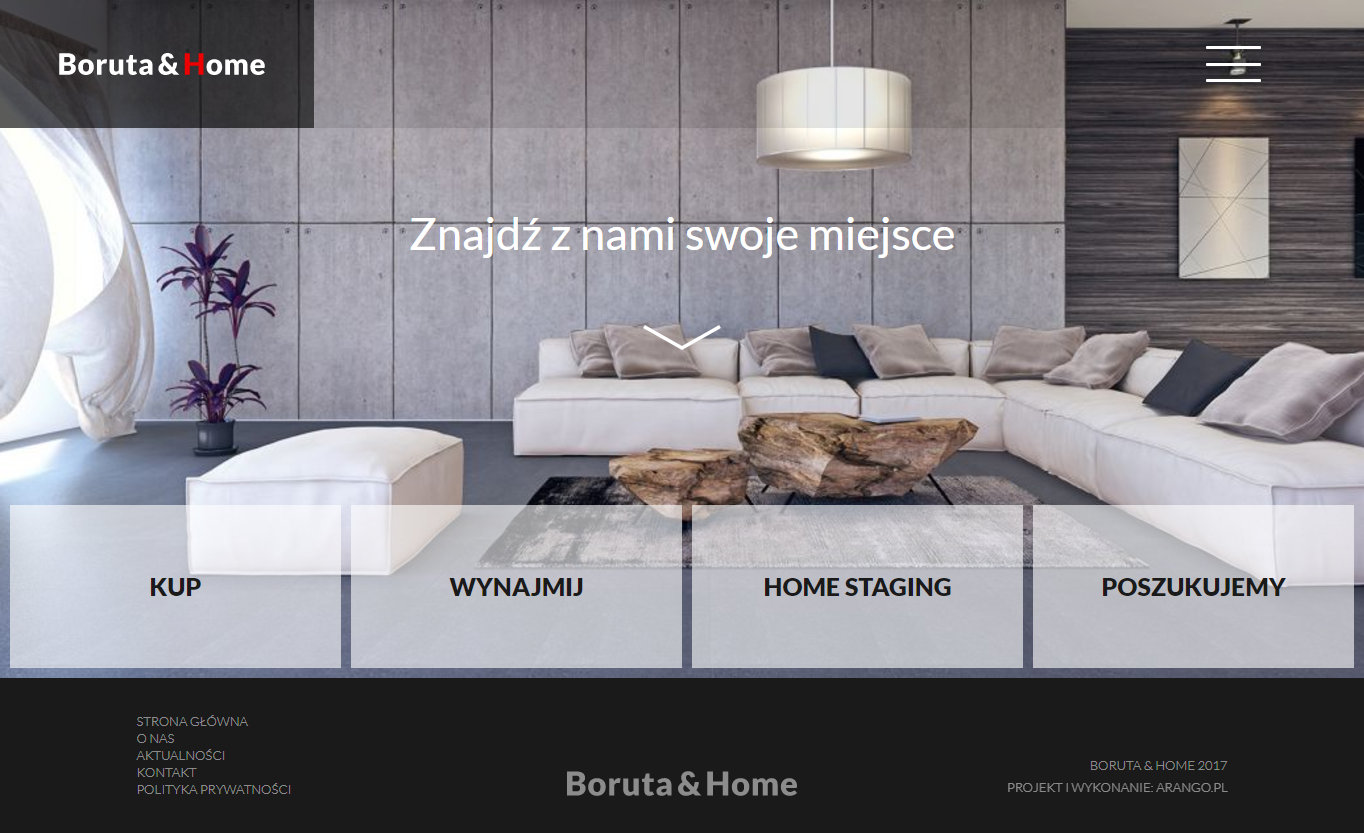 Boruta & Home
Znajdź z nami swoje miejsce
KUP
WYNAJMIJ
HOME STAGING
POSZUKUJEMY
STRONA GŁÓWNA
O NAS
AKTUALNOŚCI
KONTAKT
POLITYKA PRYWATNOŚCI
Boruta & Home
BORUTA & HOME 2017
PROJEKT I WYKONANIE: ARANGO.PL